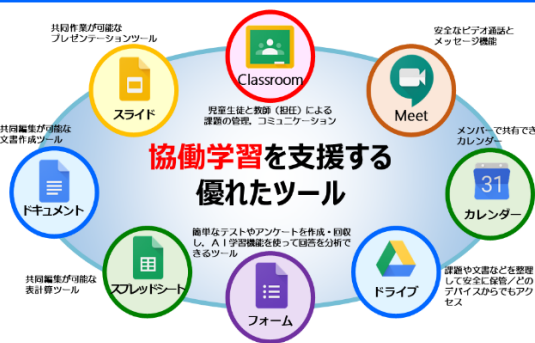 共同作業が可能な
プレゼンテーションツール
スライド
Classroom
児童生徒と教師（担任）による
課題の管理，コミュニケーション
安全なビデオ通話と
メッセージ機能
Meet
共同編集が可能な
文書作成ツール
ドキュメント
協働学習を支援する
優れたツール
メンバーで共有でき
カレンダー
31
カレンダー
共同編集が可能な
表計算ツール
スプレッドシート
簡単なテストやアンケートを作成・回収
し，ＡＩ学習機能を使って回答を分析で
きるツール
フォーム
ドライブ
課題や文書などを整理
して安全に保管／どの
デバイスからでもアク
セス